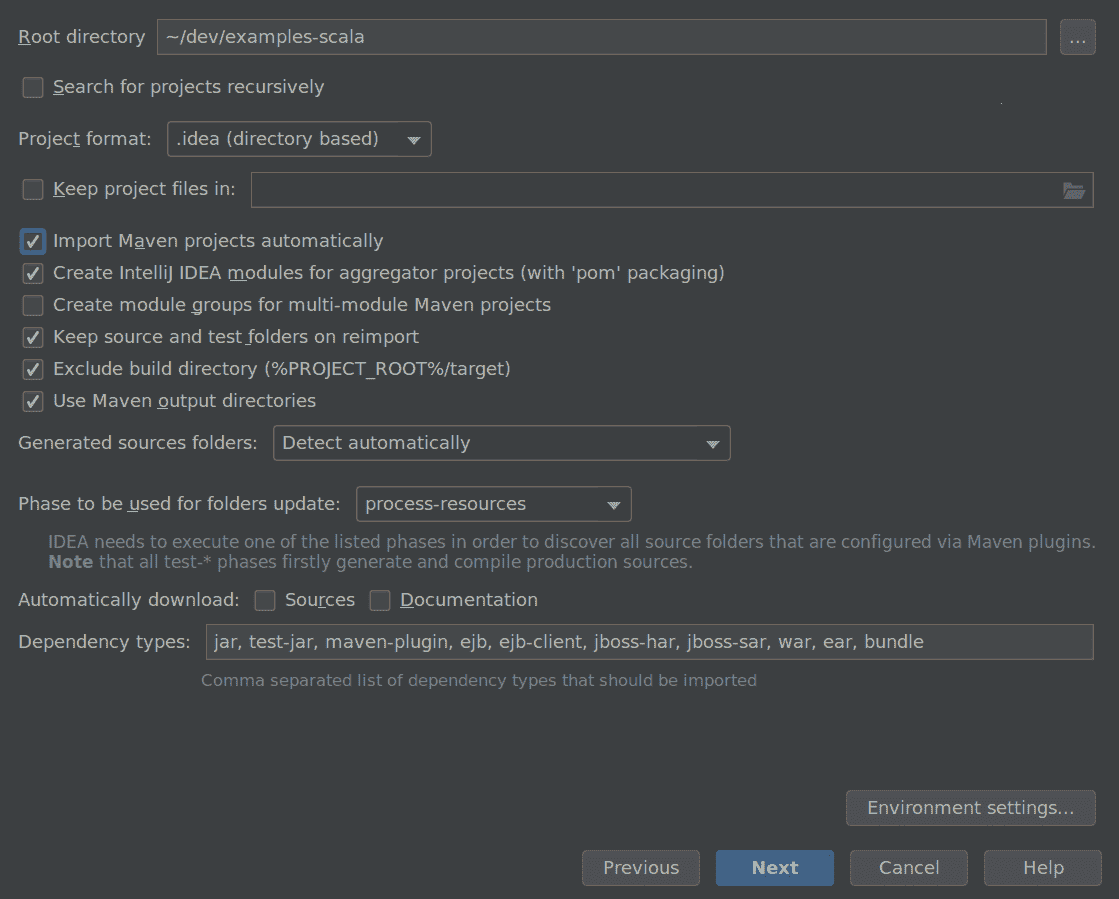 Root directory ~/dev/examples-scala ...
Search for projects recursively
Project format: .idea (directory based)
Keep project files in:
Import Maven projects automatically
Create IntelliJ IDEA modules for aggregator projects (with 'pom' packaging)
Create module groups for multi-module Maven projects
Keep source and test folders on reimport
Exclude build directory (%PROJECT_ROOT%/target)
Use Maven output directories
Generated sources folders: Detect automatically
Phase to be used for folders update: process-resources
IDEA needs to execute one of the listed phases in order to discover all source folders that are configured via Maven plugins.
Note that all test-* phases firstly generate and compile production sources.
Automatically download: Sources Documentation
Dependency types: jar, test-jar, maven-plugin, ejb, ejb-client, jboss-har, jboss-sar, war, ear, bundle
Comma separated list of dependency types that should be imported
Environment settings...
Previous Next Cancel Help